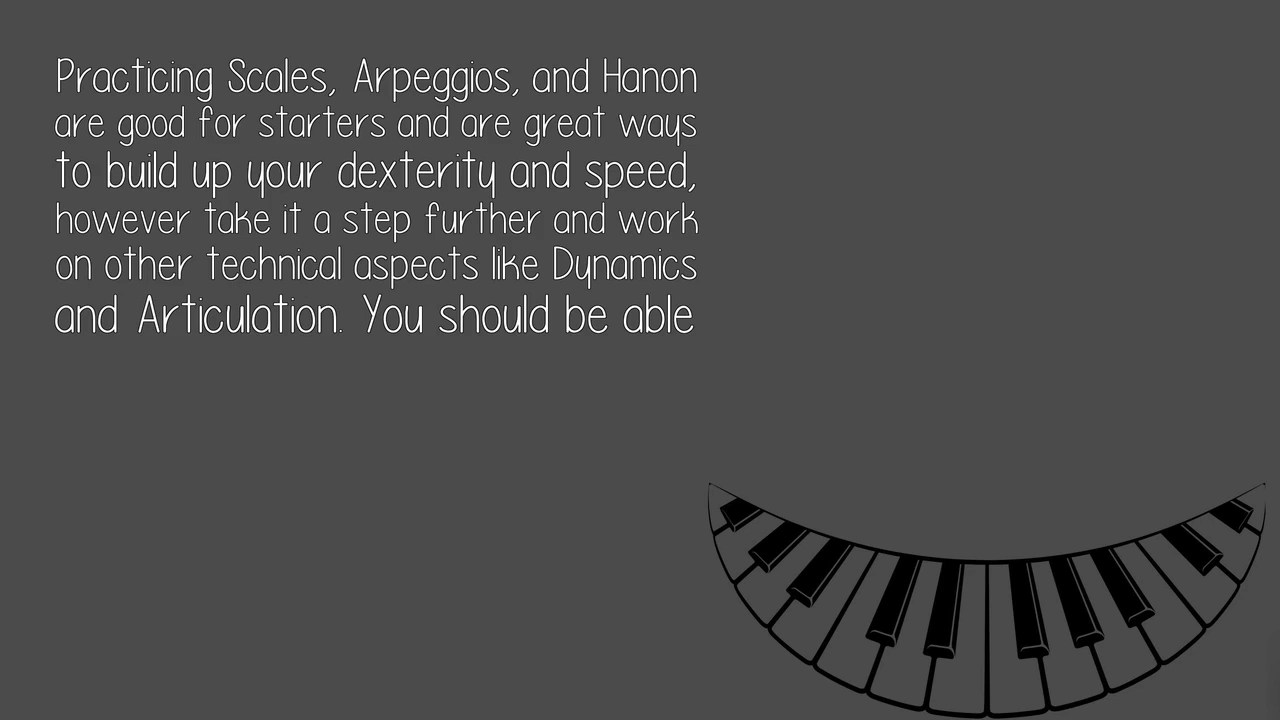 Practicing Scales, Arpeggios, and Hanon
are good for starters and are great ways
to build up your dexterity and speed,
however take it a step further and work
on other technical aspects like Dynamics
and Articulation. You should be able